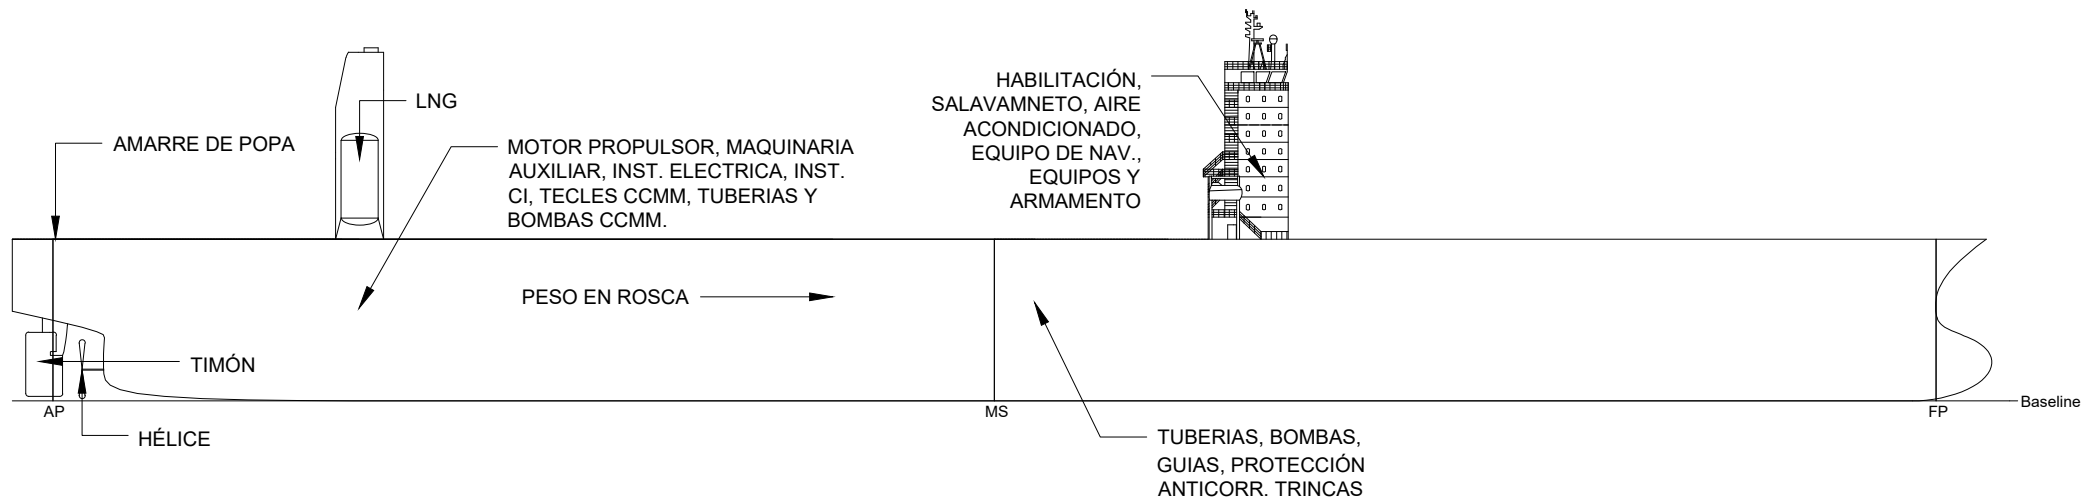 LNG
AMARRE DE POPA
MOTOR PROPULSOR, MAQUINARIA
AUXILIAR, INST. ELECTRICA, INST.
CI, TECLES CCMM, TUBERIAS Y
BOMBAS CCMM.
HABILITACIÓN,
SALAVAMNETO, AIRE
ACONDICIONADO,
EQUIPO DE NAV.,
EQUIPOS Y
ARMAMENTO
PESO EN ROSCA
TIMÓN
AP
MS
FP
Baseline
HÉLICE
TUBERIAS, BOMBAS,
GUIAS, PROTECCIÓN
ANTICORR. TRINCAS